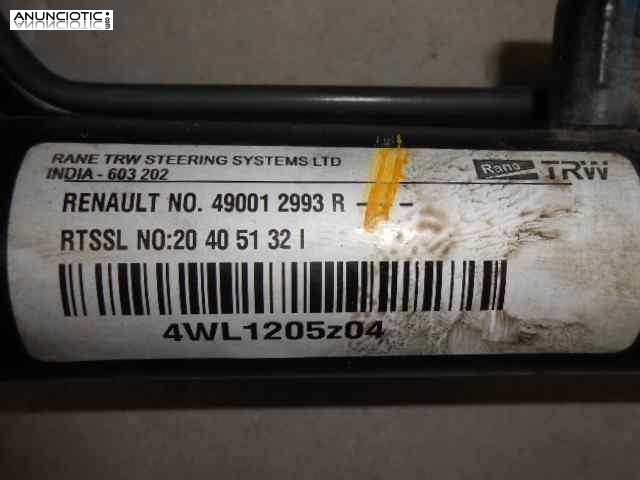 ANUNCIOTIC.com
RANE TRW STEERING SYSTEMS LTD
INDIA - 603 202
Rane TRW
RENAULT NO. 49001 2993 R - - -
RTSSL NO:20 40 51 32 I
4WL1205z04